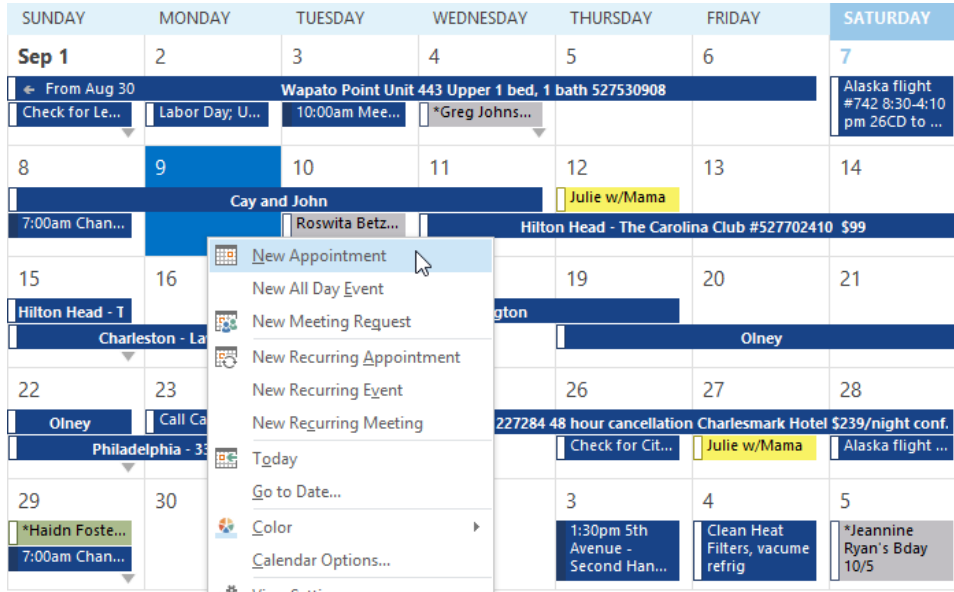 SUNDAY MONDAY TUESDAY WEDNESDAY THURSDAY FRIDAY SATURDAY
Sep 1 2 3 4 5 6 7
← From Aug 30 Wapato Point Unit 443 Upper 1 bed, 1 bath 527530908
Check for Le... Labor Day; U... 10:00am Mee... *Greg Johns...
Alaska flight
#742 8:30-4:10
pm 26CD to ...
8 9 10 11 12 13 14
Cay and John Julie w/Mama
7:00am Chan... Roswita Betz... Hilton Head - The Carolina Club #527702410 $99
15 16 19 20 21
Hilton Head - T gton
Charleston - La Olney
22 23 26 27 28
Olney Call Ca 227284 48 hour cancellation Charlesmark Hotel $239/night conf.
Philadelphia - 33 Check for Cit... Julie w/Mama Alaska flight ...
29 30 3 4 5
*Haidn Foste...
7:00am Chan...
1:30pm 5th
Avenue -
Second Han...
Clean Heat
Filters, vacume
refrig
*Jeannine
Ryan's Bday
10/5
New Appointment
New All Day Event
New Meeting Request
New Recurring Appointment
New Recurring Event
New Recurring Meeting
Today
Go to Date...
Color
Calendar Options...